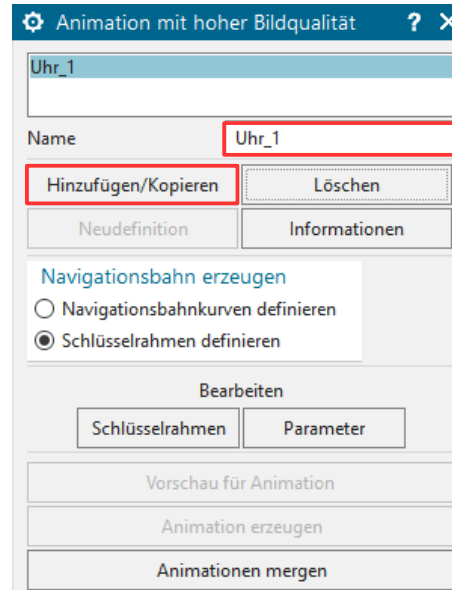 Animation mit hoher Bildqualität ? X
Uhr_1
Name Uhr_1
Hinzufügen/Kopieren Löschen
Neudefinition Informationen
Navigationsbahn erzeugen
Navigationsbahnkurven definieren
Schlüsselrahmen definieren
Bearbeiten
Schlüsselrahmen Parameter
Vorschau für Animation
Animation erzeugen
Animationen mergen